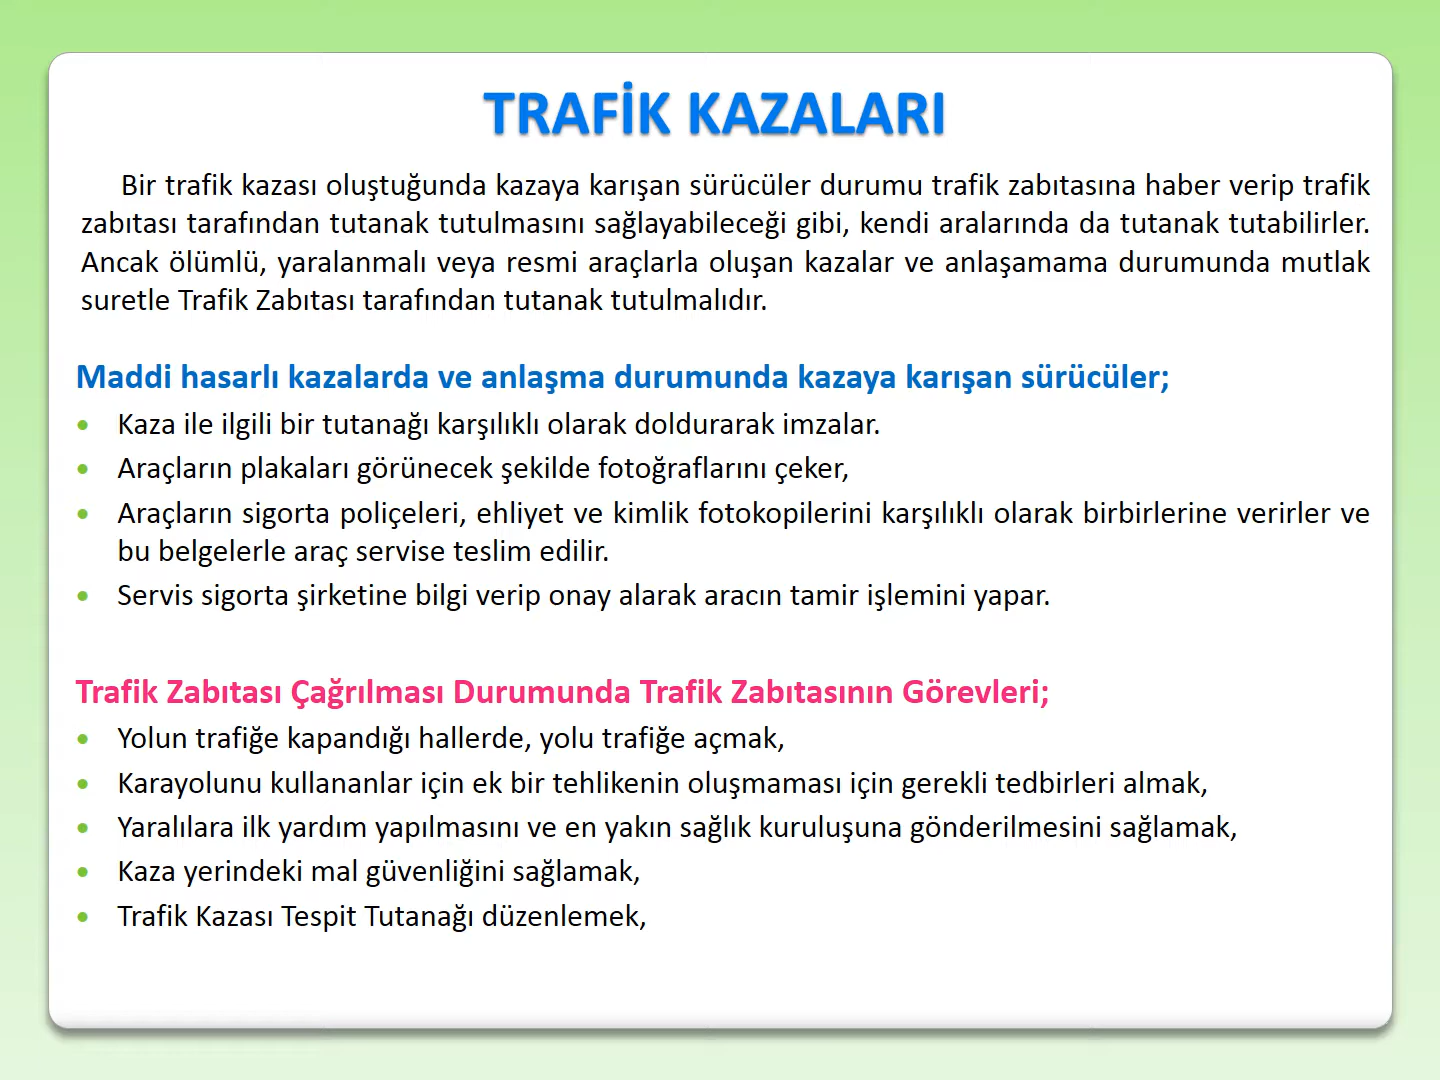 TRAFİK KAZALARI
Bir trafik kazası oluştuğunda kazaya karışan sürücüler durumu trafik zabıtasına haber verip trafik
zabıtası tarafından tutanak tutulmasını sağlayabileceği gibi, kendi aralarında da tutanak tutabilirler.
Ancak ölümlü, yaralanmalı veya resmi araçlarla oluşan kazalar ve anlaşamama durumunda mutlak
suretle Trafik Zabıtası tarafından tutanak tutulmalıdır.
Maddi hasarlı kazalarda ve anlaşma durumunda kazaya karışan sürücüler;
• Kaza ile ilgili bir tutanağı karşılıklı olarak doldurarak imzalar.
• Araçların plakaları görünecek şekilde fotoğraflarını çeker,
• Araçların sigorta poliçeleri, ehliyet ve kimlik fotokopilerini karşılıklı olarak birbirlerine verirler ve
bu belgelerle araç servise teslim edilir.
• Servis sigorta şirketine bilgi verip onay alarak aracın tamir işlemini yapar.
Trafik Zabıtası Çağrılması Durumunda Trafik Zabıtasının Görevleri;
• Yolun trafiğe kapandığı hallerde, yolu trafiğe açmak,
• Karayolunu kullananlar için ek bir tehlikenin oluşmaması için gerekli tedbirleri almak,
• Yaralılara ilk yardım yapılmasını ve en yakın sağlık kuruluşuna gönderilmesini sağlamak,
• Kaza yerindeki mal güvenliğini sağlamak,
• Trafik Kazası Tespit Tutanağı düzenlemek,